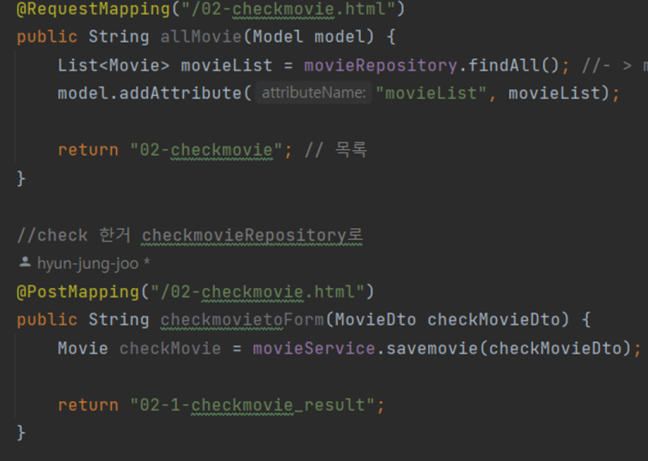 @RequestMapping("/02-checkmovie.html")
public String allMovie(Model model) {
List<Movie> movieList = movieRepository.findAll(); //- >
model.addAttribute( attributeName: "movieList", movieList);
return "02-checkmovie"; // 목록
}
//check 한거 checkmovieRepository로
hyun-jung-joo *
@PostMapping("/02-checkmovie.html")
public String checkmovietoForm(MovieDto checkMovieDto) {
Movie checkMovie = movieService.savemovie(checkMovieDto);
return "02-1-checkmovie_result";
}